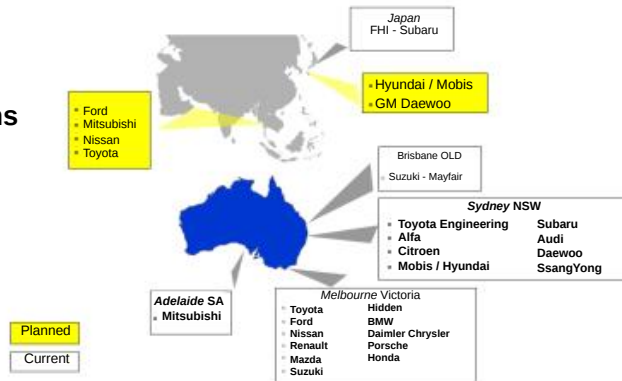 Japan
FHI - Subaru
ns
Hyundai / Mobis
GM Daewoo
Ford
Mitsubishi
Nissan
Toyota
Brisbane OLD
Suzuki - Mayfair
Sydney NSW
Toyota Engineering Subaru
Alfa Audi
Citroen Daewoo
Mobis / Hyundai SsangYong
Adelaide SA
Mitsubishi
Melbourne Victoria
Toyota Hidden
Ford BMW
Nissan Daimler Chrysler
Renault Porsche
Mazda Honda
Suzuki
Planned
Current